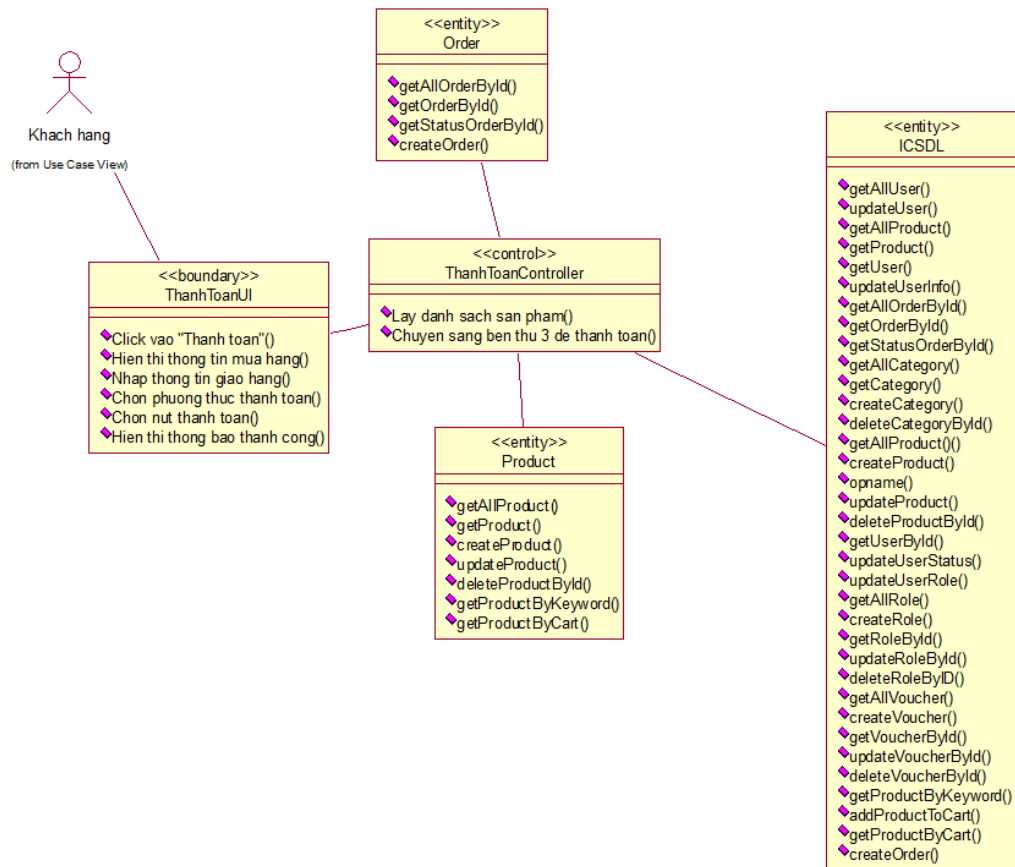 Khach hang
(from Use Case View)
<<entity>>
Order
getAllOrderById()
getOrderById()
getStatusOrderById()
createOrder()
<<boundary>>
ThanhToanUI
Click vao "Thanh toan"()
Hien thi thong tin mua hang()
Nhap thong tin giao hang()
Chon phuong thuc thanh toan()
Chon nut thanh toan()
Hien thi thong bao thanh cong()
<<control>>
ThanhToanController
Lay danh sach san pham()
Chuyen sang ben thu 3 de thanh toan()
<<entity>>
Product
getAllProduct()
getProduct()
createProduct()
updateProduct()
deleteProductById()
getProductByKeyword()
getProductByCart()
<<entity>>
ICSDL
getAllUser()
updateUser()
getAllProduct()
getProduct()
getUser()
updateUserInfo()
getAllOrderById()
getOrderById()
getStatusOrderById()
getAllCategory()
getCategory()
createCategory()
deleteCategoryById()
getAllProduct()()
createProduct()
opname()
updateProduct()
deleteProductById()
getUserById()
updateUserStatus()
updateUserRole()
getAllRole()
createRole()
getRoleById()
updateRoleById()
deleteRoleByID()
getAllVoucher()
createVoucher()
getVoucherById()
updateVoucherById()
deleteVoucherById()
getProductByKeyword()
addProductToCart()
getProductByCart()
createOrder()